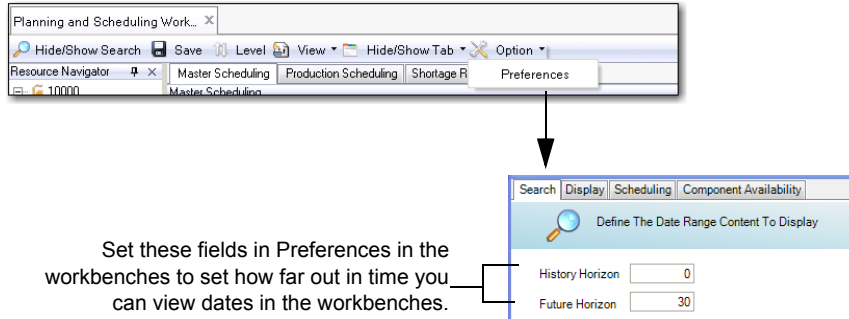 Planning and Scheduling Work... X
Hide/Show Search Save Level View Hide/Show Tab Option
Resource Navigator Master Scheduling Production Scheduling Shortage R
Preferences
10000 Master Scheduling
Search Display Scheduling Component Availability
Define The Date Range Content To Display
Set these fields in Preferences in the
workbenches to set how far out in time you
can view dates in the workbenches.
History Horizon 0
Future Horizon 30